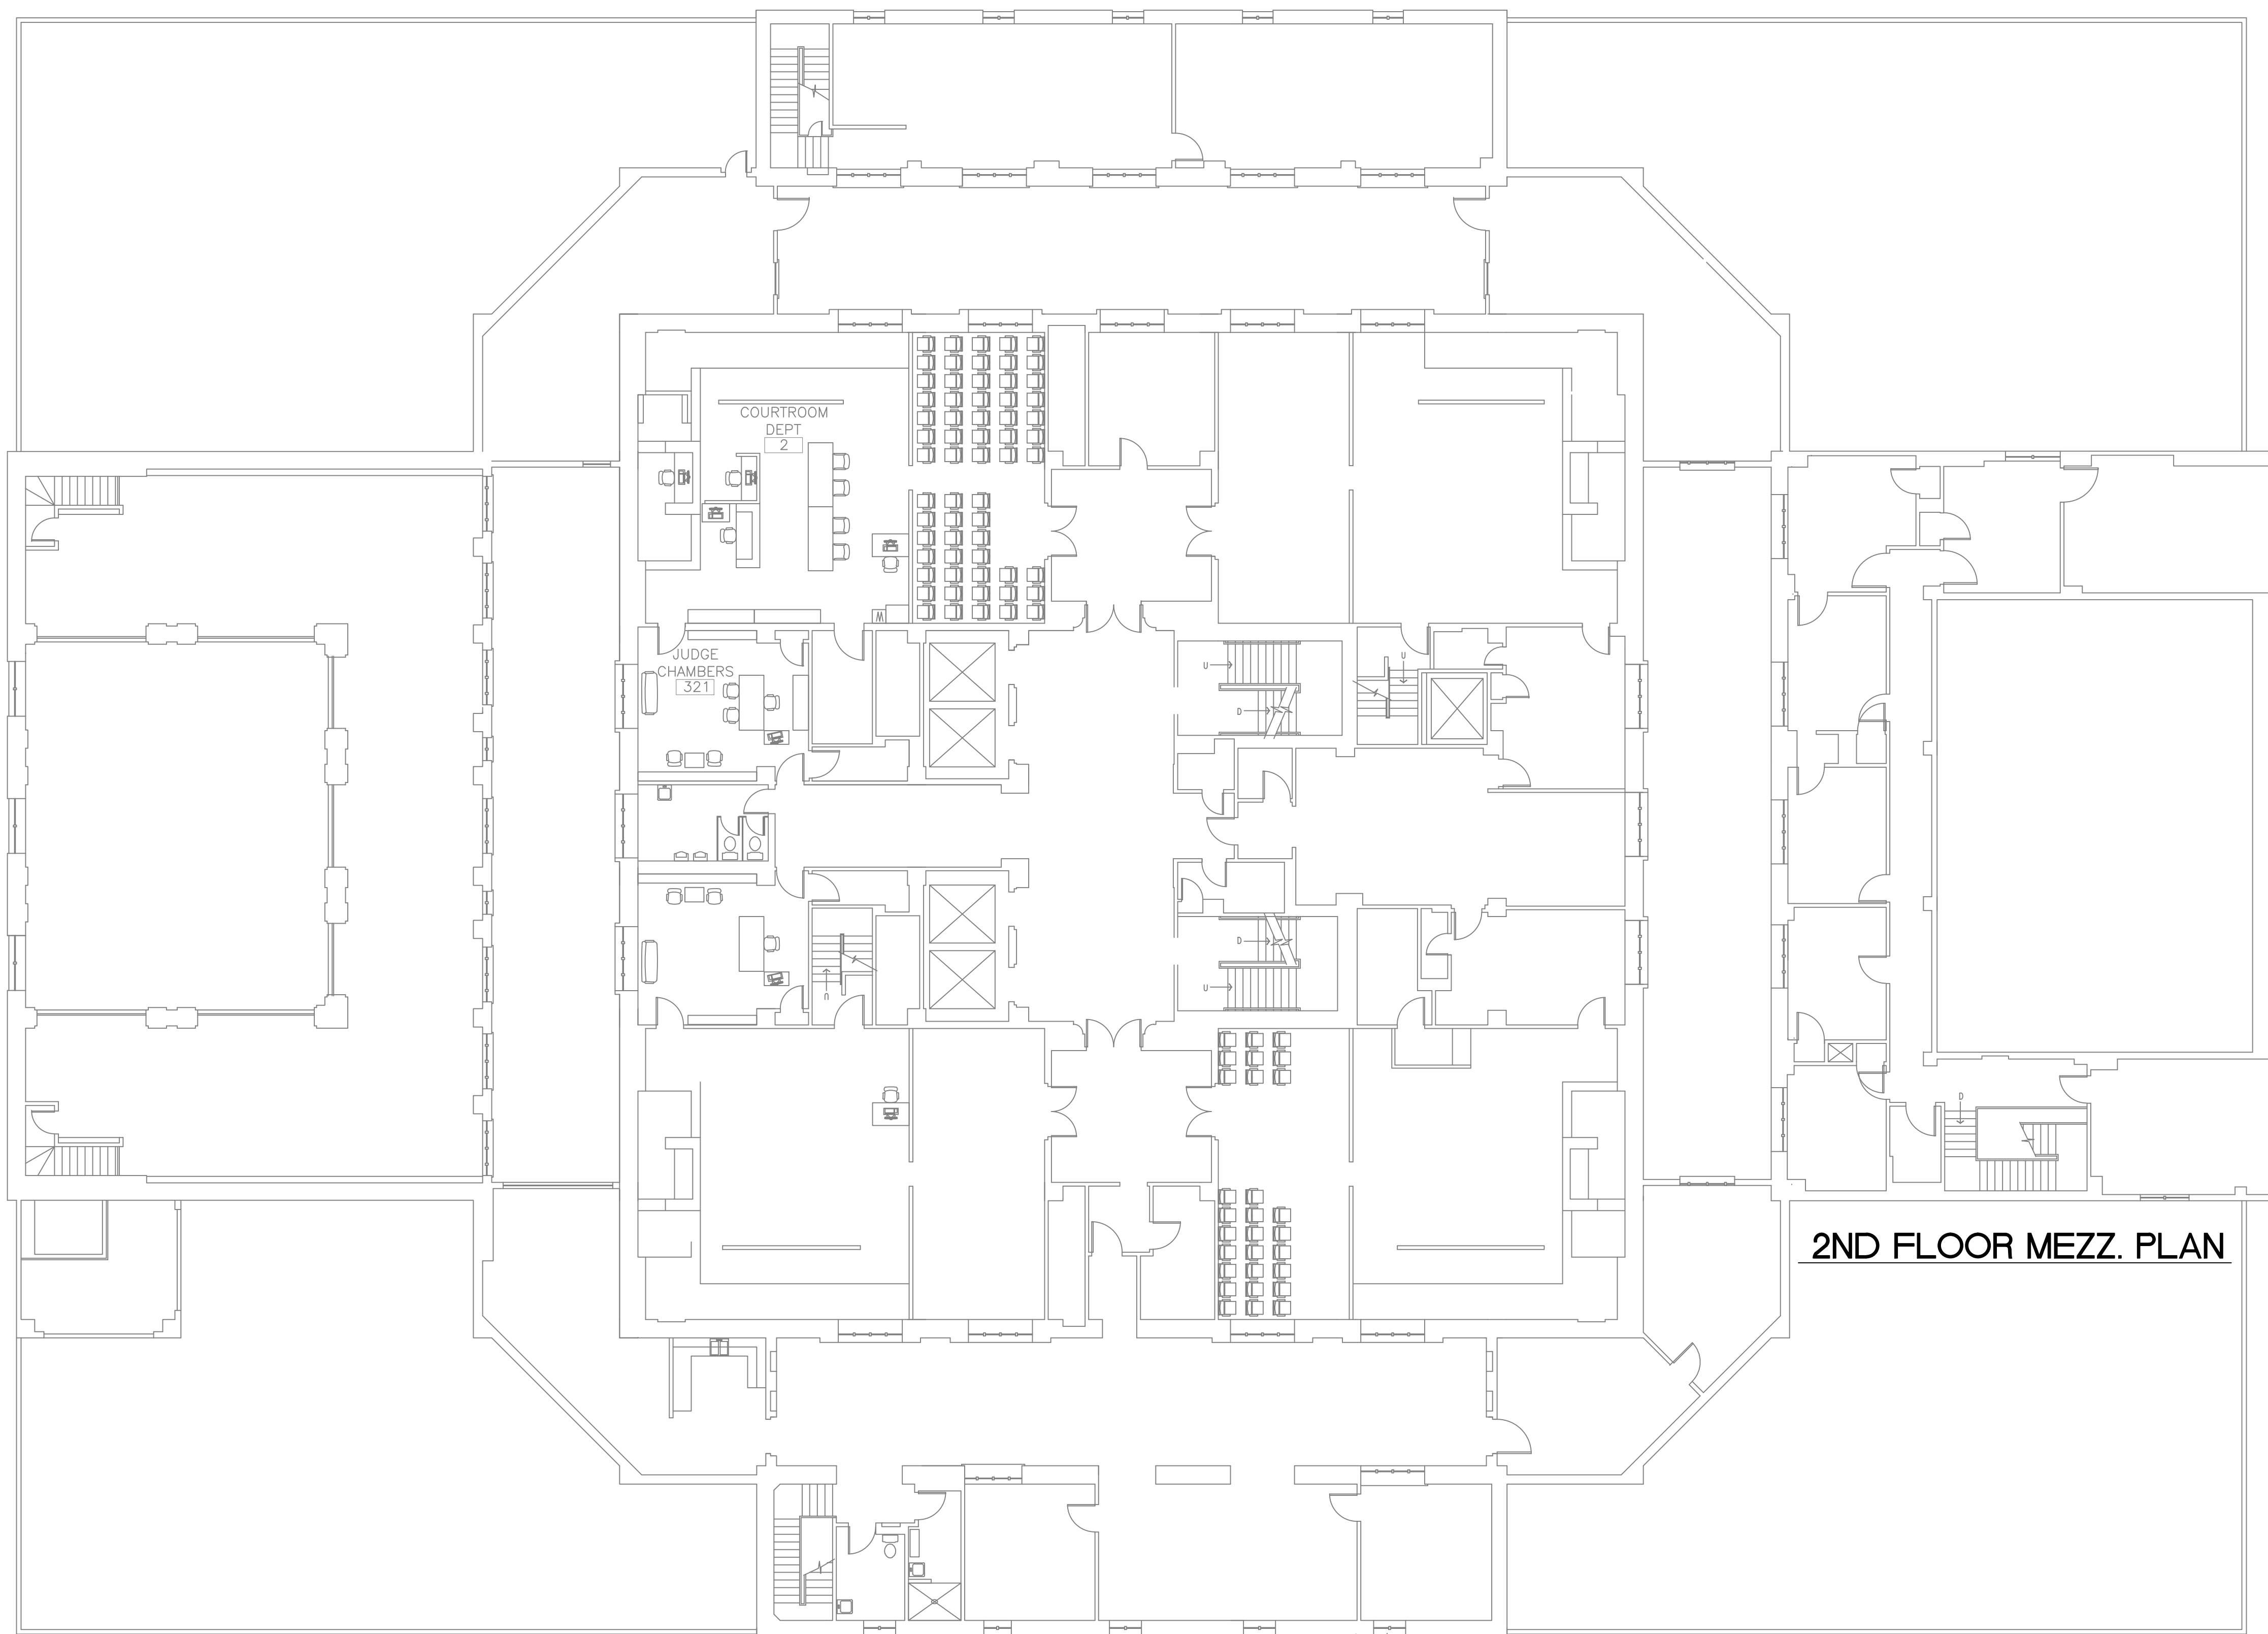 COURTROOM
DEPT
2
JUDGE
CHAMBERS
321
U
D
U
D
U
U
D
2ND FLOOR MEZZ. PLAN